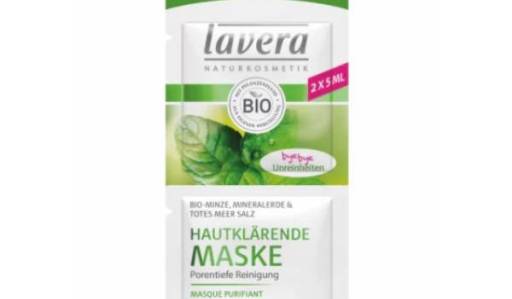 lavera
NATURKOSMETIK
2 X 5 ML
BIO
bye bye
Unreinheiten
BIO-MINZE, MINERALERDE &
TOTES MEER SALZ
HAUTKLÄRENDE
MASKE
Porentiefe Reinigung
MASQUE PURIFIANT